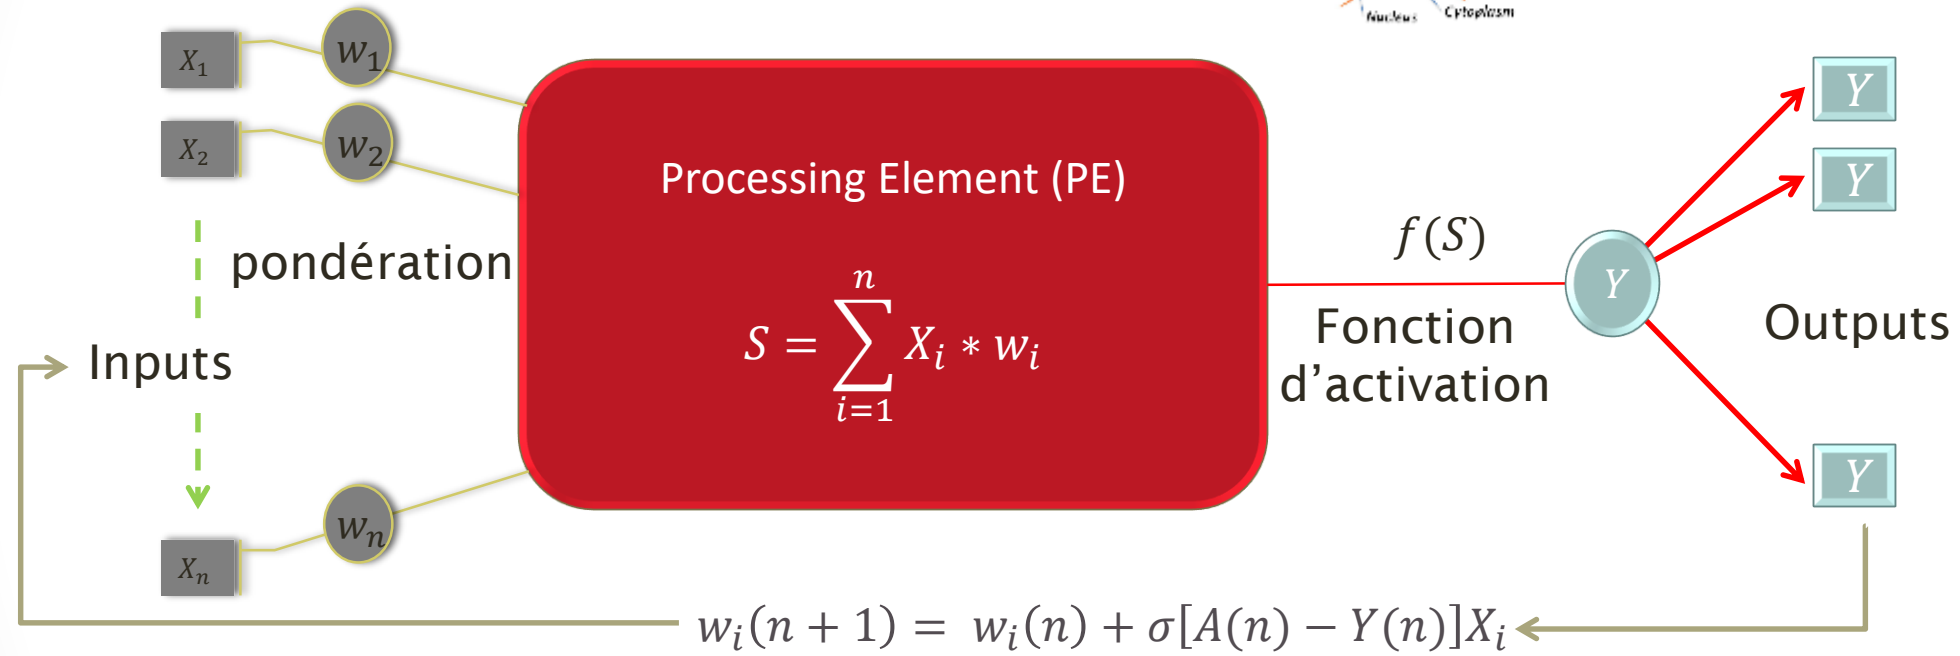 Nucleus Cytoplasm
X₁ w₁
X₂ w₂
Processing Element (PE)
pondération
S = ∑ᵢ₌₁ⁿ Xᵢ * wᵢ
Inputs
Xₙ wₙ
f(S)
Fonction
d’activation
Y
Y
Y
Outputs
Y
wᵢ(n + 1) = wᵢ(n) + σ[A(n) − Y(n)]Xᵢ